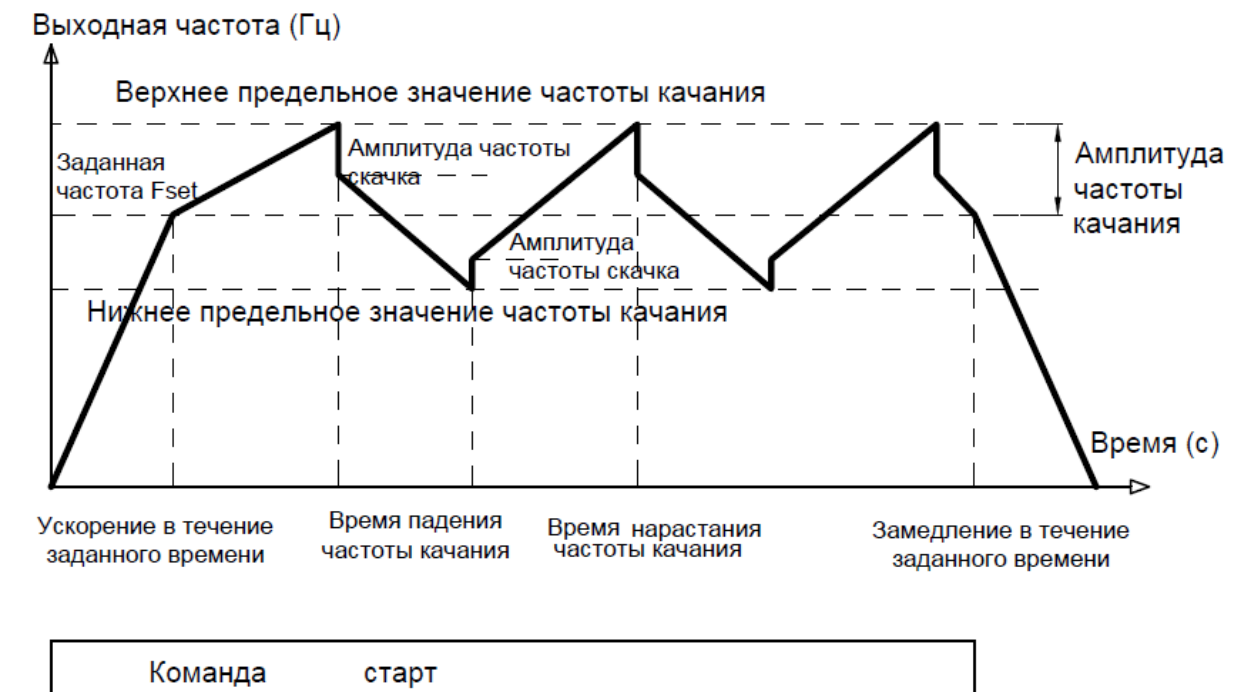 Выходная частота (Гц)
Верхнее предельное значение частоты качания
Заданная
частота Fset
Амплитуда частоты
скачка
Амплитуда
частоты
качания
Амплитуда
частоты скачка
Нижнее предельное значение частоты качания
Время (с)
Ускорение в течение
заданного времени
Время падения
частоты качания
Время нарастания
частоты качания
Замедление в течение
заданного времени
Команда старт